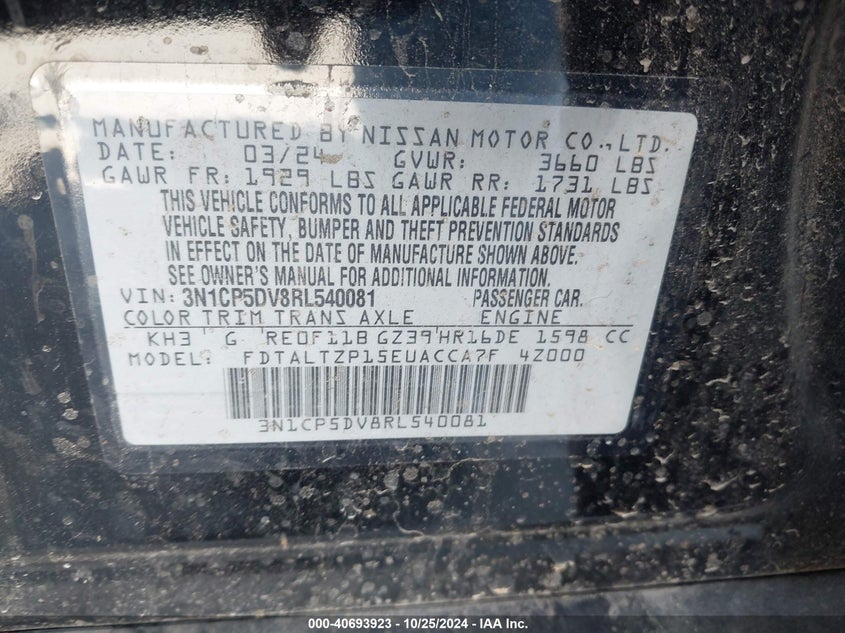 MANUFACTURED BY NISSAN MOTOR CO.,LTD.
DATE: 03/24 GVWR: 3660 LBS
GAWR FR: 1929 LBS GAWR RR: 1731 LBS
THIS VEHICLE CONFORMS TO ALL APPLICABLE FEDERAL MOTOR
VEHICLE SAFETY, BUMPER AND THEFT PREVENTION STANDARDS
IN EFFECT ON THE DATE OF MANUFACTURE SHOWN ABOVE.
SEE OWNER'S MANUAL FOR ADDITIONAL INFORMATION.
VIN: 3N1CP5DV8RL540081 PASSENGER CAR.
COLOR TRIM TRANS AXLE ENGINE
KH3 G RE0F11B GZ39 HR16DE 1598 CC
MODEL: FDTALTZP15EUACCA7F 4Z000
3N1CP5DV8RL540081
000-40693923 - 10/25/2024 - IAA Inc.